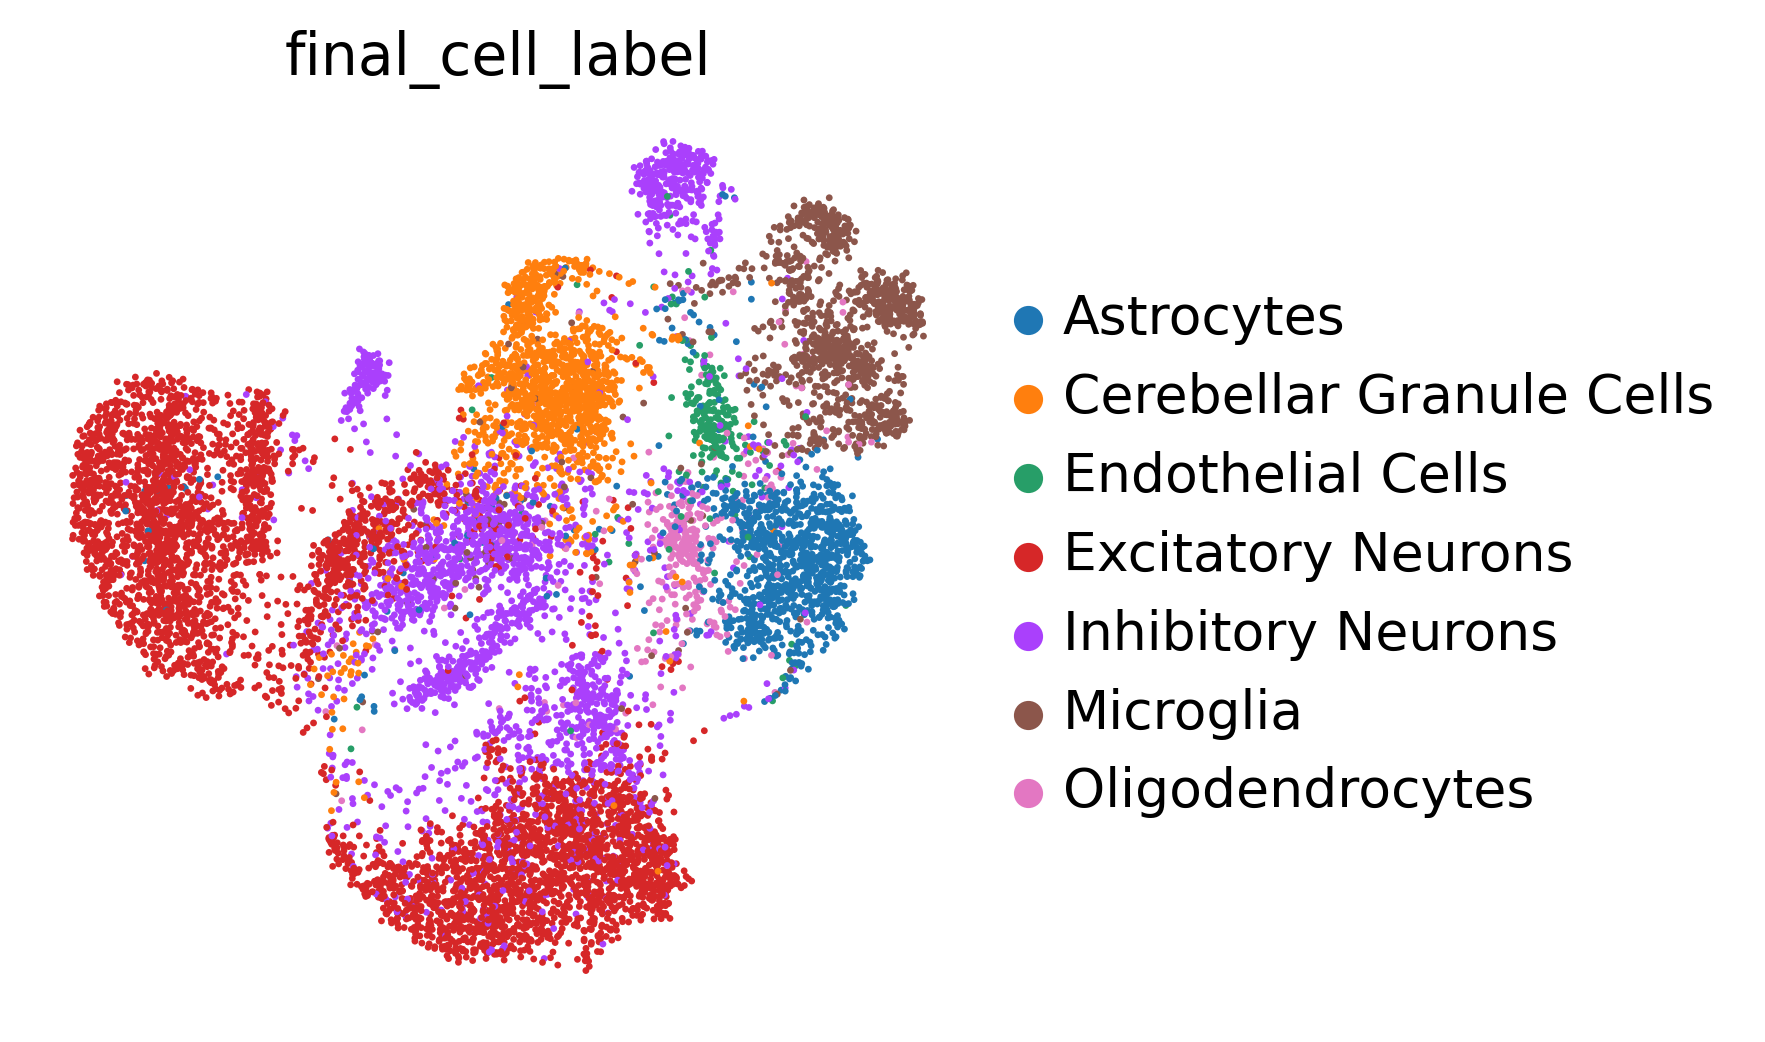 final_cell_label
Astrocytes
Cerebellar Granule Cells
Endothelial Cells
Excitatory Neurons
Inhibitory Neurons
Microglia
Oligodendrocytes